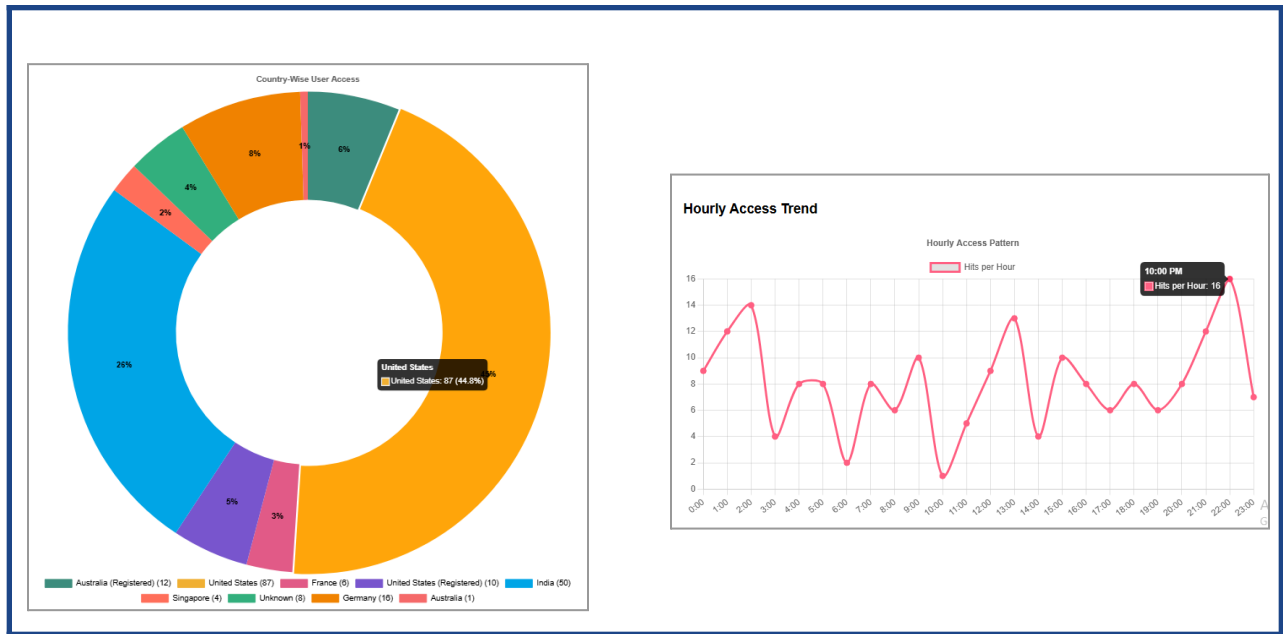 Country-Wise User Access
1%
6%
8%
4%
2%
26%
United States
United States: 87 (44.8%)
5%
3%
Australia (Registered) (12) United States (87) France (6) United States (Registered) (10) India (50)
Singapore (4) Unknown (8) Germany (16) Australia (1)
Hourly Access Trend
Hourly Access Pattern
Hits per Hour
10:00 PM
Hits per Hour: 16
16
14
12
10
8
6
4
2
0
0:00 1:00 2:00 3:00 4:00 5:00 6:00 7:00 8:00 9:00 10:00 11:00 12:00 13:00 14:00 15:00 16:00 17:00 18:00 19:00 20:00 21:00 22:00 23:00
A
G